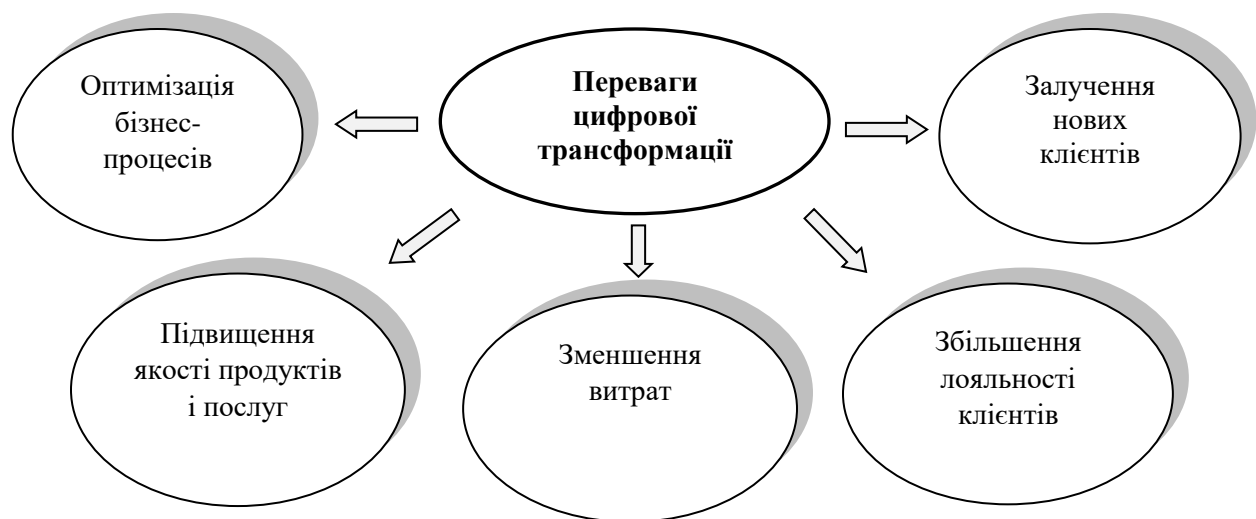 Оптимізація
бізнес-
процесів
Переваги
цифрової
трансформації
Залучення
нових
клієнтів
Підвищення
якості продуктів
і послуг
Зменшення
витрат
Збільшення
лояльності
клієнтів